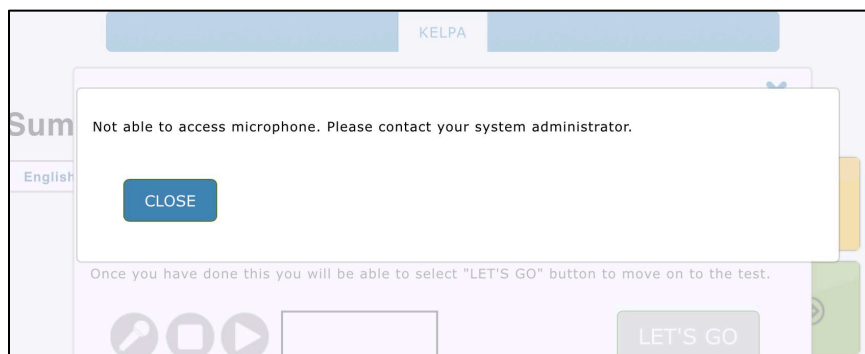 KELPA
Sum
Not able to access microphone. Please contact your system administrator.
English
CLOSE
Once you have done this you will be able to select "LET'S GO" button to move on to the test.
LET'S GO